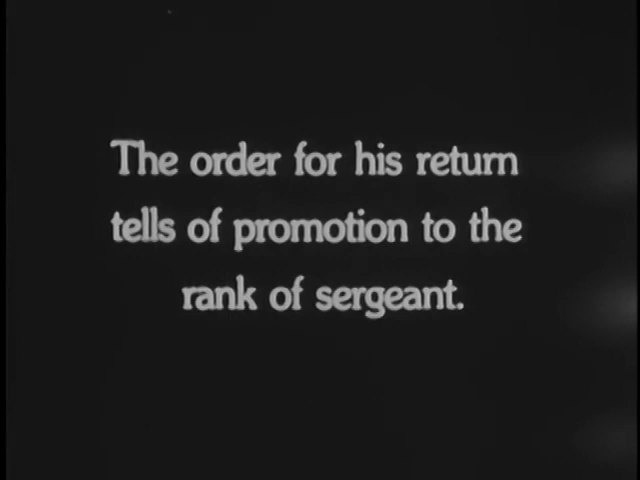 The order for his return
tells of promotion to the
rank of sergeant.